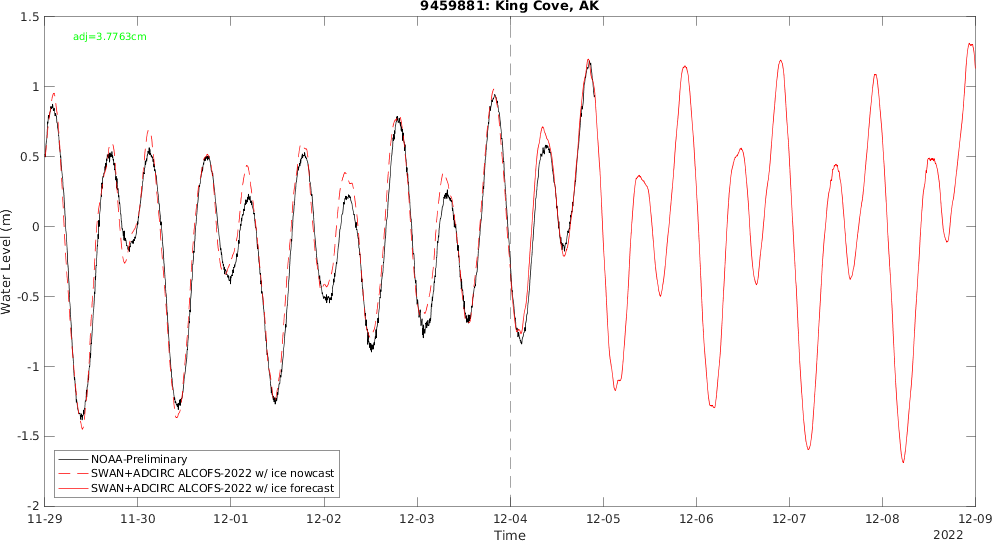 9459881: King Cove, AK
adj=3.7763cm
1.5
1
0.5
0
-0.5
-1
-1.5
-2
Water Level (m)
NOAA-Preliminary
SWAN+ADCIRC ALCOFS-2022 w/ ice nowcast
SWAN+ADCIRC ALCOFS-2022 w/ ice forecast
11-29 11-30 12-01 12-02 12-03 12-04 12-05 12-06 12-07 12-08 12-09
Time
2022